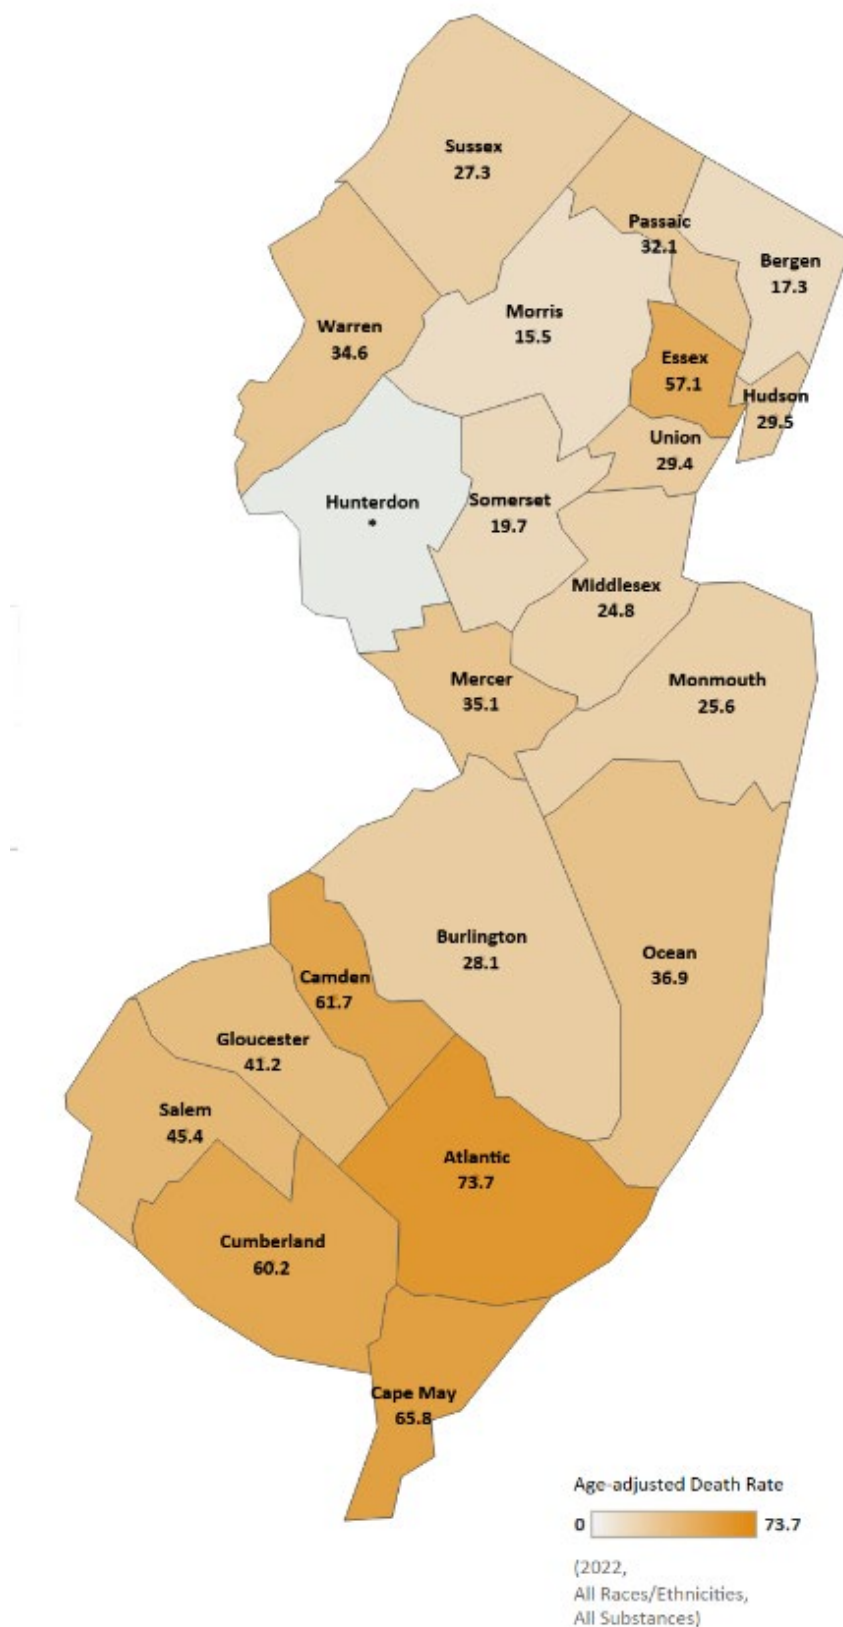 Sussex
27.3
Passaic
32.1
Bergen
17.3
Morris
15.5
Warren
34.6
Essex
57.1
Hudson
29.5
Union
29.4
Hunterdon
*
Somerset
19.7
Middlesex
24.8
Mercer
35.1
Monmouth
25.6
Burlington
28.1
Ocean
36.9
Camden
61.7
Gloucester
41.2
Salem
45.4
Atlantic
73.7
Cumberland
60.2
Cape May
65.8
Age-adjusted Death Rate
0 73.7
(2022,
All Races/Ethnicities,
All Substances)